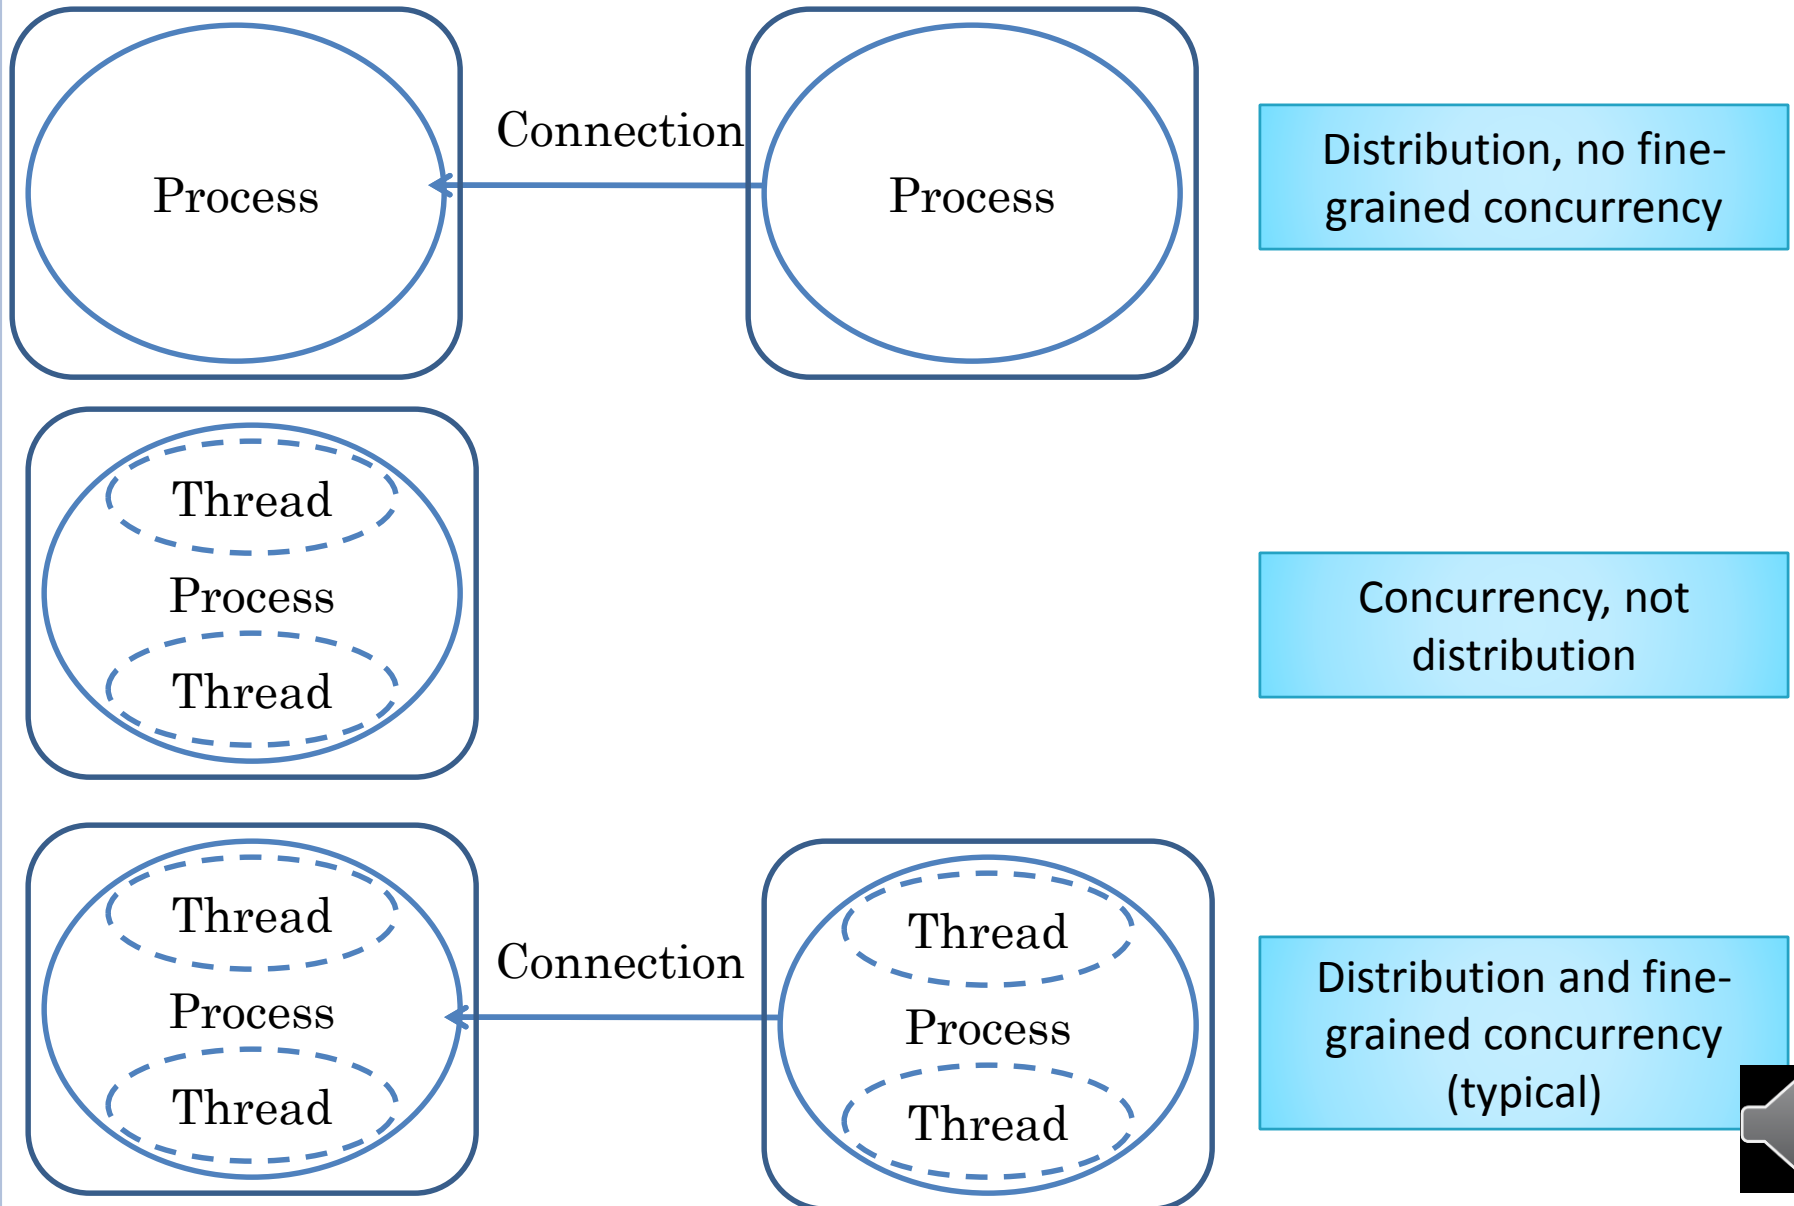 Process
Connection
Process
Distribution, no fine-
grained concurrency
Thread
Process
Thread
Concurrency, not
distribution
Thread
Process
Thread
Connection
Thread
Process
Thread
Distribution and fine-
grained concurrency
(typical)